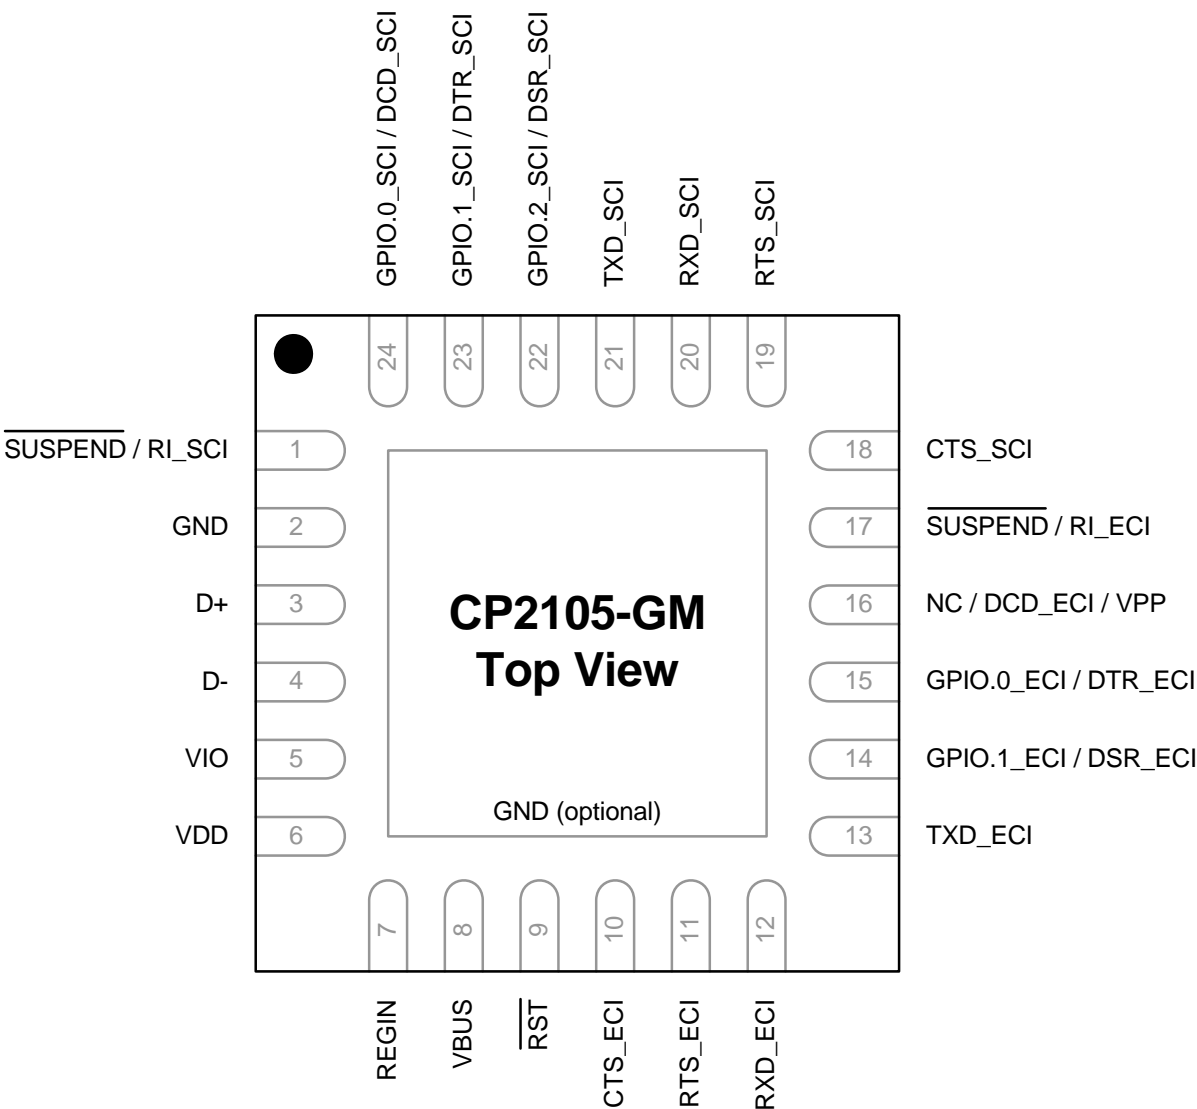 GPIO.0_SCI / DCD_SCI
GPIO.1_SCI / DTR_SCI
GPIO.2_SCI / DSR_SCI
TXD_SCI
RXD_SCI
RTS_SCI
24
23
22
21
20
19
SUSPEND / RI_SCI
1
18
CTS_SCI
GND
2
17
SUSPEND / RI_ECI
D+
3
16
NC / DCD_ECI / VPP
D-
4
15
GPIO.0_ECI / DTR_ECI
VIO
5
14
GPIO.1_ECI / DSR_ECI
VDD
6
13
TXD_ECI
CP2105-GM
Top View
GND (optional)
7
8
9
10
11
12
REGIN
VBUS
RST
CTS_ECI
RTS_ECI
RXD_ECI